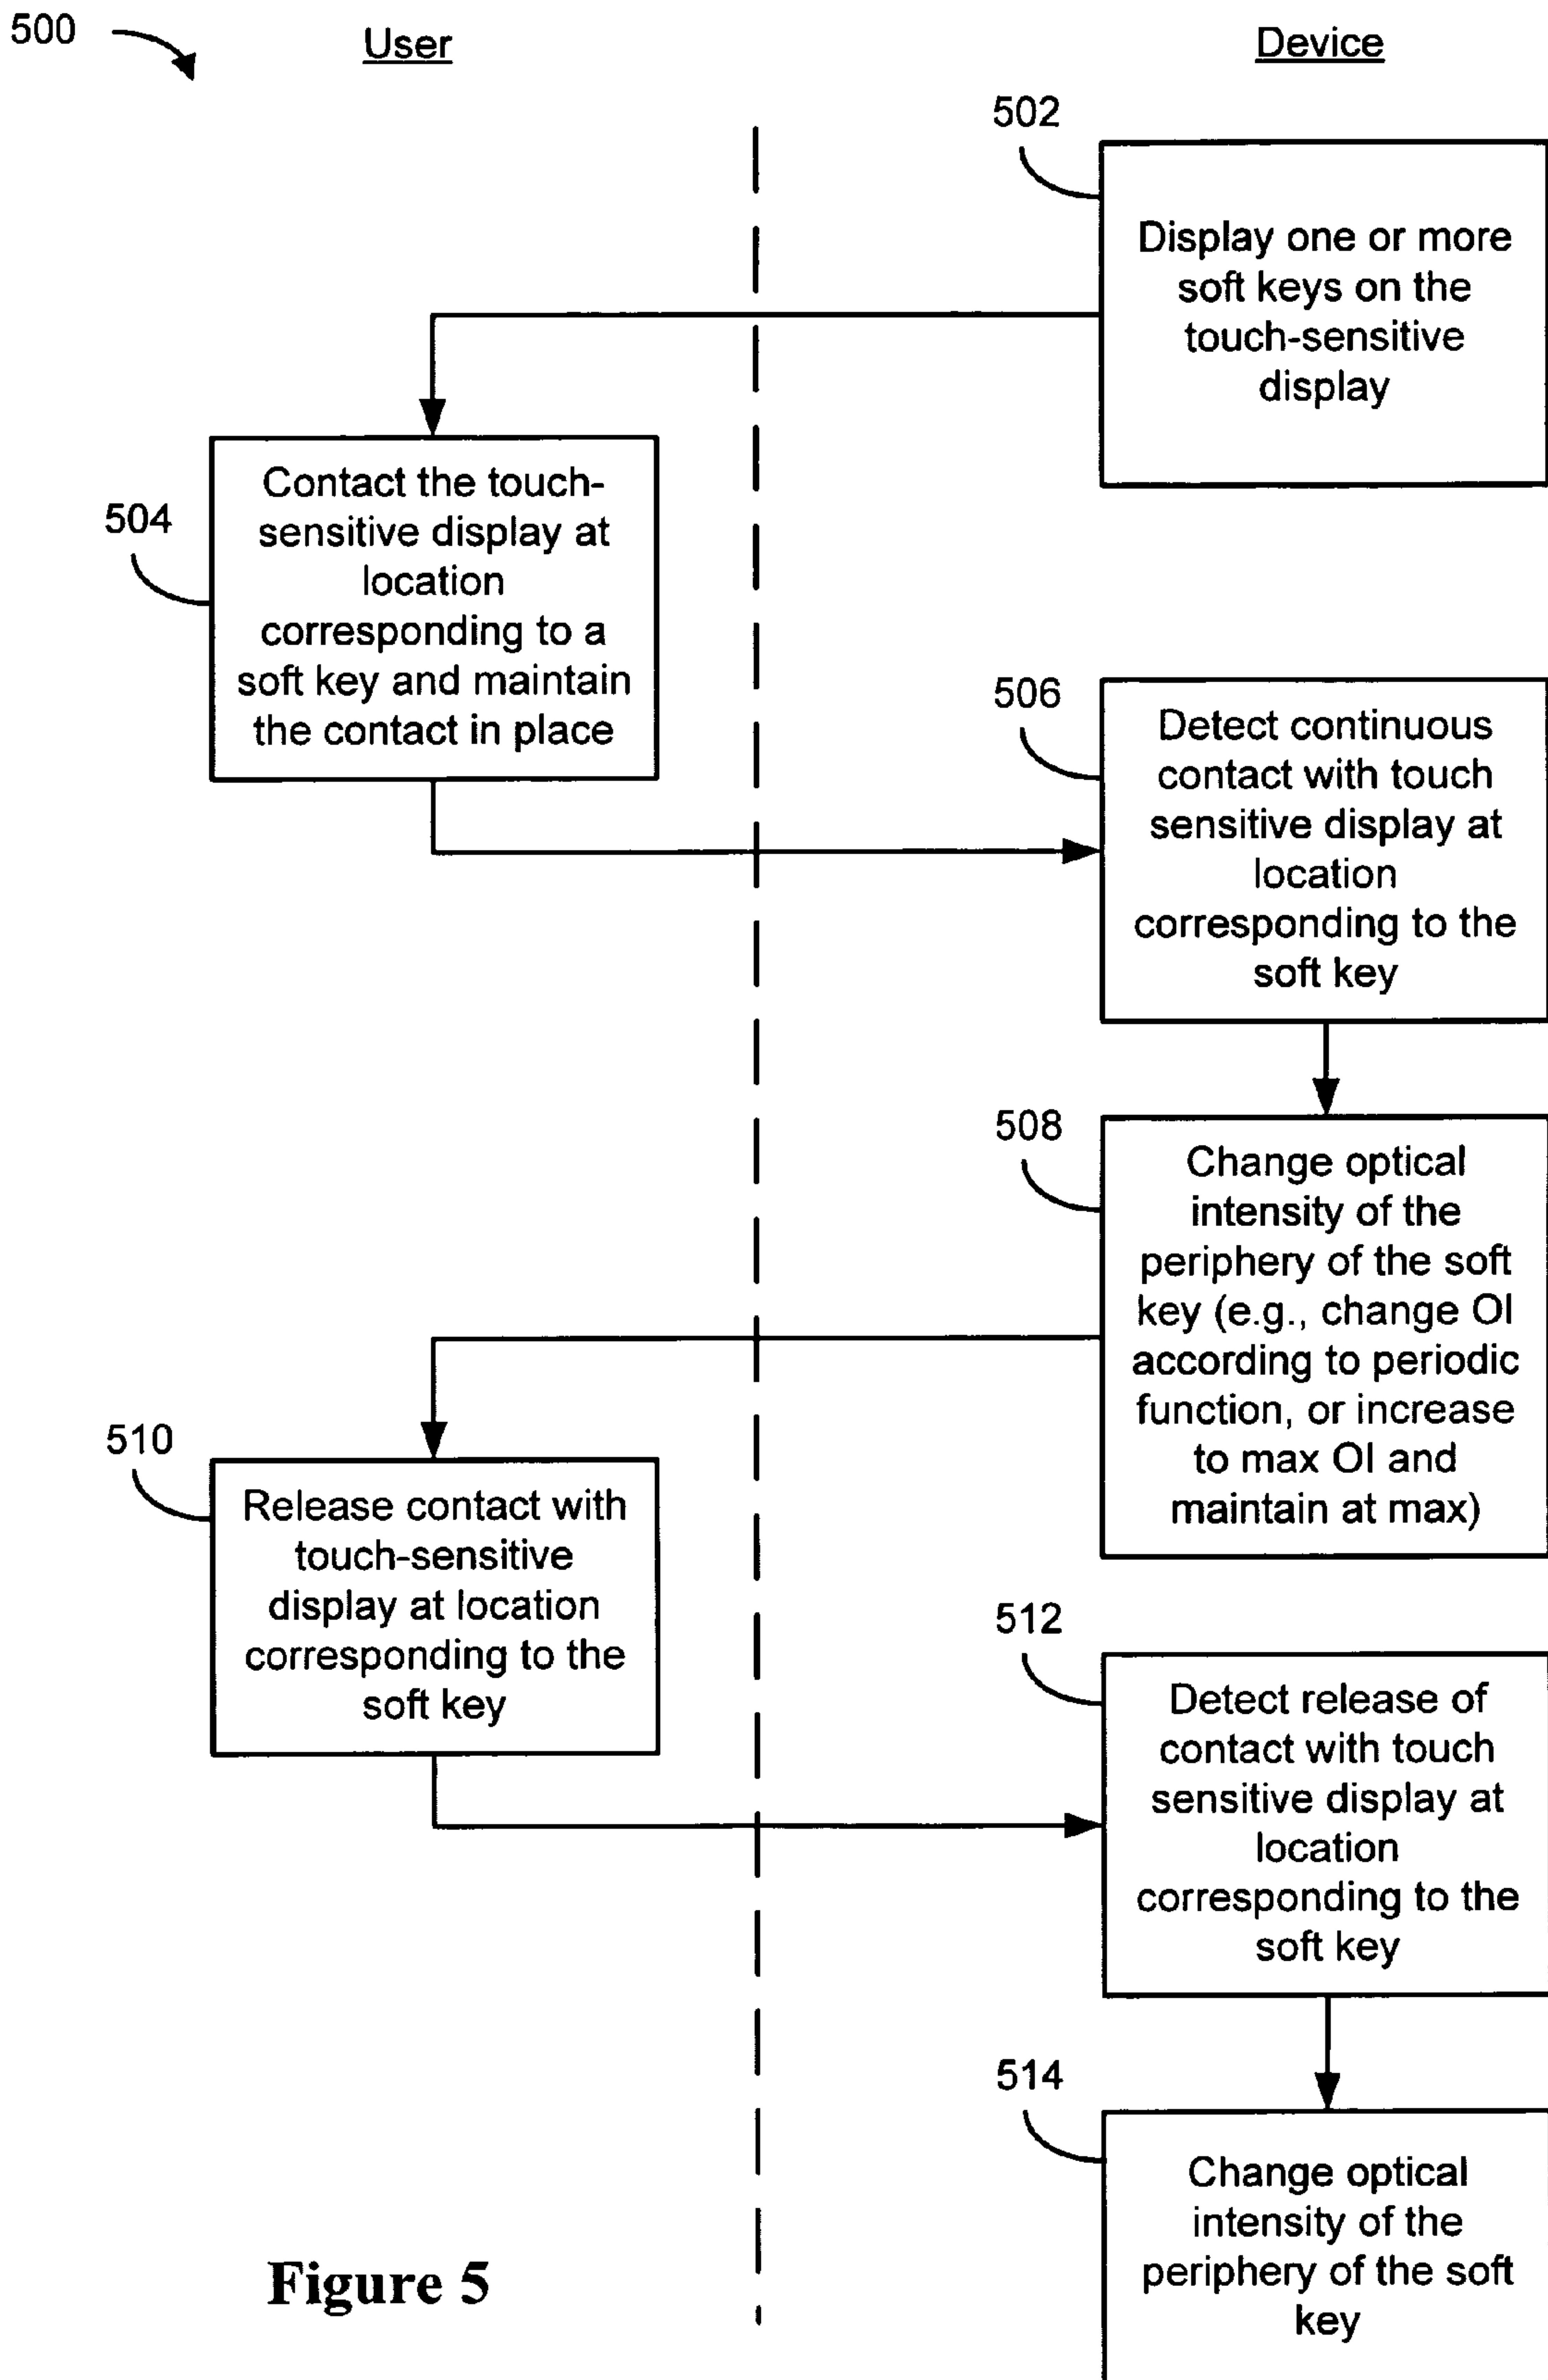 500
User
Device
502
Display one or more
soft keys on the
touch-sensitive
display
504
Contact the touch-
sensitive display at
location
corresponding to a
soft key and maintain
the contact in place
506
Detect continuous
contact with touch
sensitive display at
location
corresponding to the
soft key
508
Change optical
intensity of the
periphery of the soft
key (e.g., change OI
according to periodic
function, or increase
to max OI and
maintain at max)
510
Release contact with
touch-sensitive
display at location
corresponding to the
soft key
512
Detect release of
contact with touch
sensitive display at
location
corresponding to the
soft key
514
Change optical
intensity of the
periphery of the soft
key
Figure 5